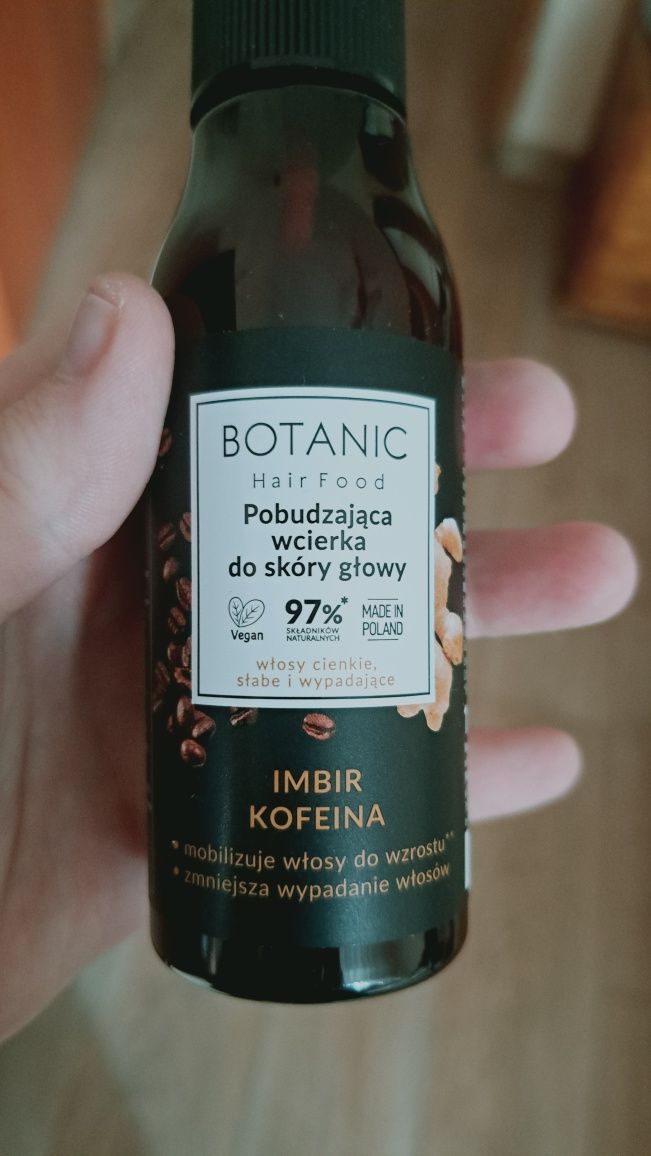 BOTANIC
Hair Food
Pobudzająca
wcierka
do skóry głowy
Vegan
97%*
SKŁADNIKÓW
NATURALNYCH
MADE IN
POLAND
włosy cienkie,
słabe i wypadające
IMBIR
KOFEINA
• mobilizuje włosy do wzrostu**
• zmniejsza wypadanie włosów